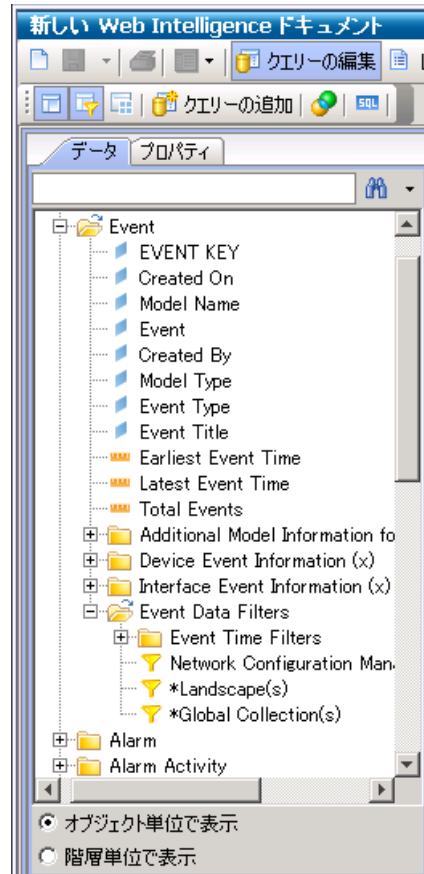 新しい Web Intelligence ドキュメント
クエリーの編集
クエリーの追加 SQL
データ プロパティ
Event
EVENT KEY
Created On
Model Name
Event
Created By
Model Type
Event Type
Event Title
Earliest Event Time
Latest Event Time
Total Events
Additional Model Information fo
Device Event Information (x)
Interface Event Information (x)
Event Data Filters
Event Time Filters
Network Configuration Man
*Landscape(s)
*Global Collection(s)
Alarm
Alarm Activity
オブジェクト単位で表示
階層単位で表示